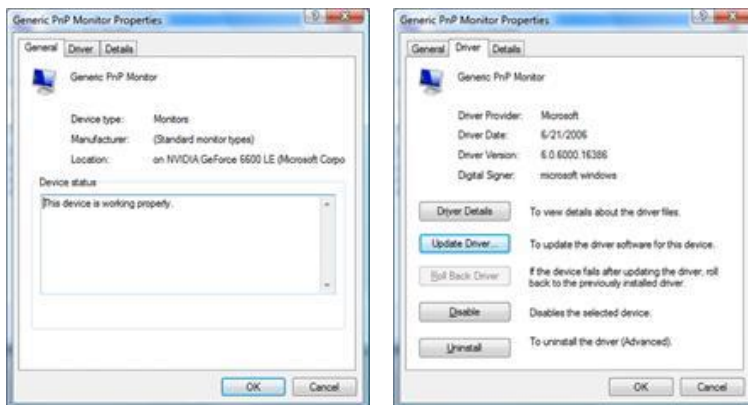 Generic PnP Monitor Properties
General Driver Details
Generic PnP Monitor
Device type: Monitors
Manufacturer: (Standard monitor types)
Location: on NVIDIA GeForce 6600 LE (Microsoft Corpo
Device status
This device is working properly.
OK Cancel
Generic PnP Monitor Properties
General Driver Details
Generic PnP Monitor
Driver Provider: Microsoft
Driver Date: 6/21/2006
Driver Version: 6.0.6000.16386
Digital Signer: microsoft windows
Driver Details To view details about the driver files.
Update Driver... To update the driver software for this device.
Roll Back Driver If the device fails after updating the driver, roll
back to the previously installed driver.
Disable Disables the selected device.
Uninstall To uninstall the driver (Advanced).
OK Cancel